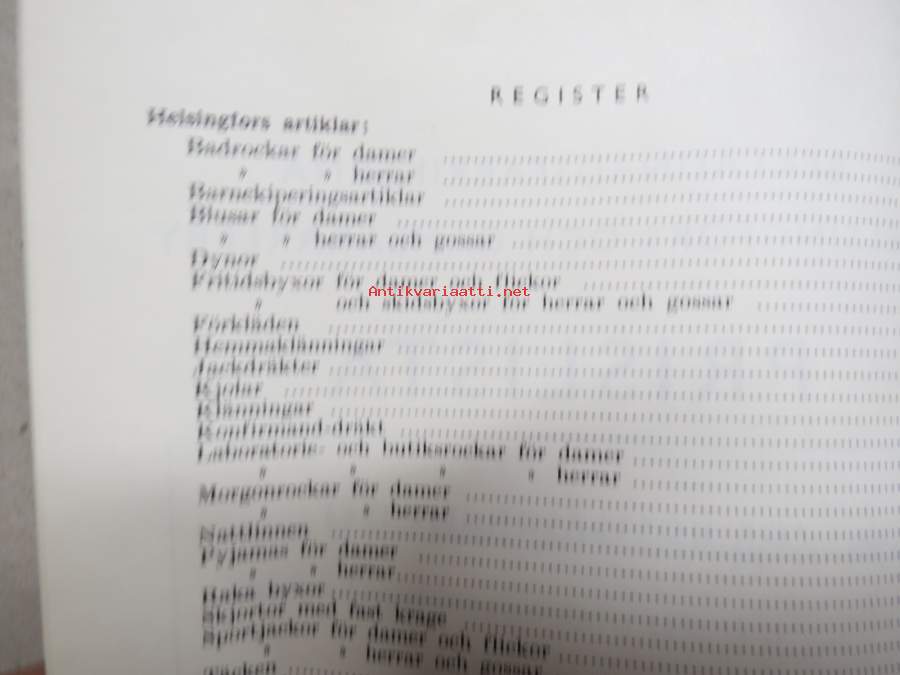 REGISTER
Helsingfors artiklar:
Badrockar för damer
" " herrar
Barnekiperingsartiklar
Blusar för damer
" " herrar och gossar
Dynor
Fritidsbyxor för damer och flickor
Antikvariaatti.net
" och skidsbyxor för herrar och gossar
Förkläden
Hemmaklänningar
Jackdräkter
Kjolar
Klänningar
Konfirmand-dräkt
Laboratorie- och butiksrockar för damer
" " " " herrar
Morgonrockar för damer
" " herrar
Nattlinnen
Pyjamas för damer
" " herrar
Raka byxor
Skjortor med fast krage
Sportjackor för damer och flickor
" " herrar och gossar
Täcken